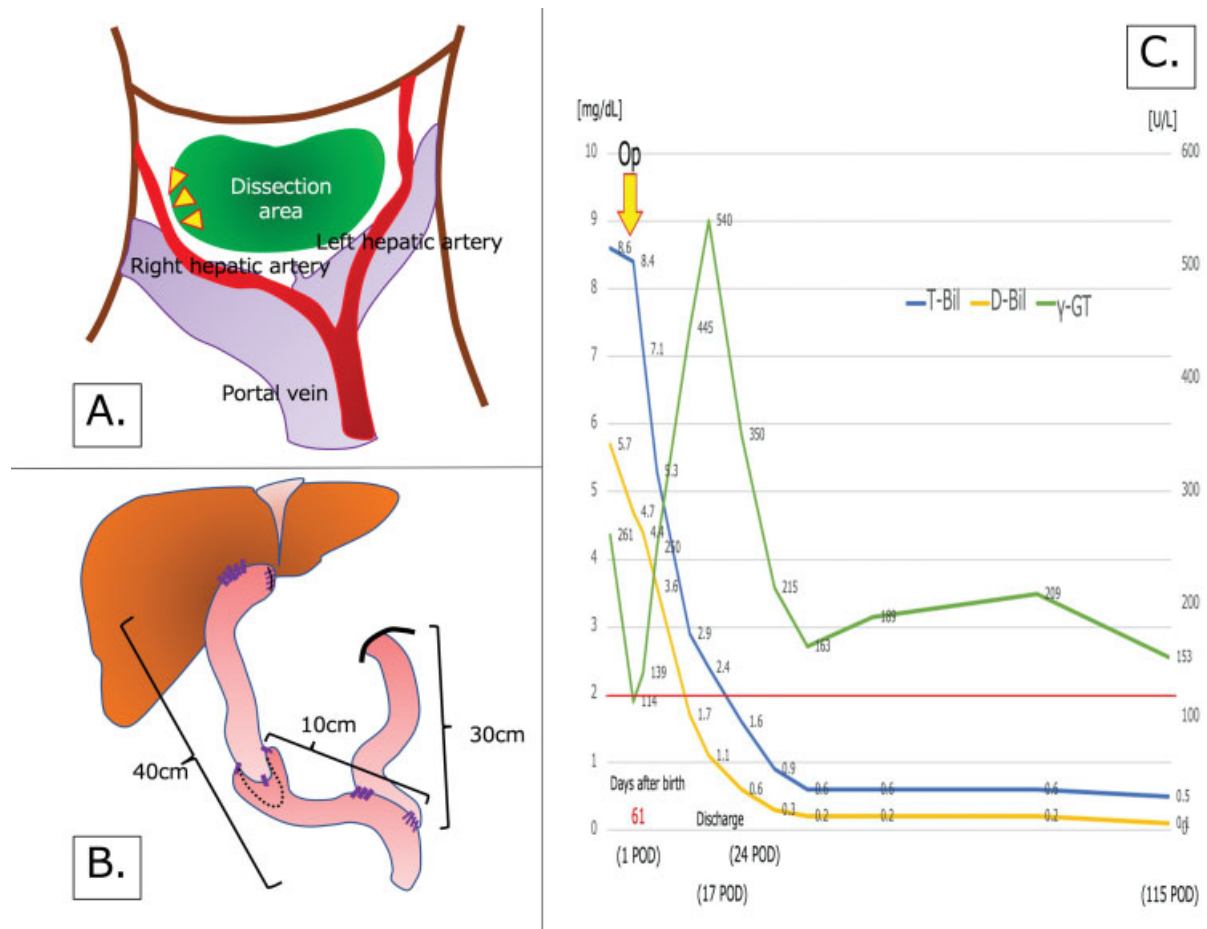 Dissection
area
Left hepatic artery
Right hepatic artery
Portal vein
A.
10cm
30cm
40cm
B.
C.
[mg/dL]
[U/L]
Op
10
9
8
7
6
5
4
3
2
1
0
600
500
400
300
200
100
0
T-Bil
D-Bil
γ-GT
8.6
8.4
7.1
5.3
2.9
2.4
1.6
0.9
0.6
0.6
0.6
0.5
5.7
4.7
4.4
3.6
1.7
1.1
0.6
0.3
0.2
0.2
0.2
0.1
261
114
139
250
445
540
350
215
163
189
209
153
Days after birth
61
Discharge
(1 POD)
(24 POD)
(17 POD)
(115 POD)